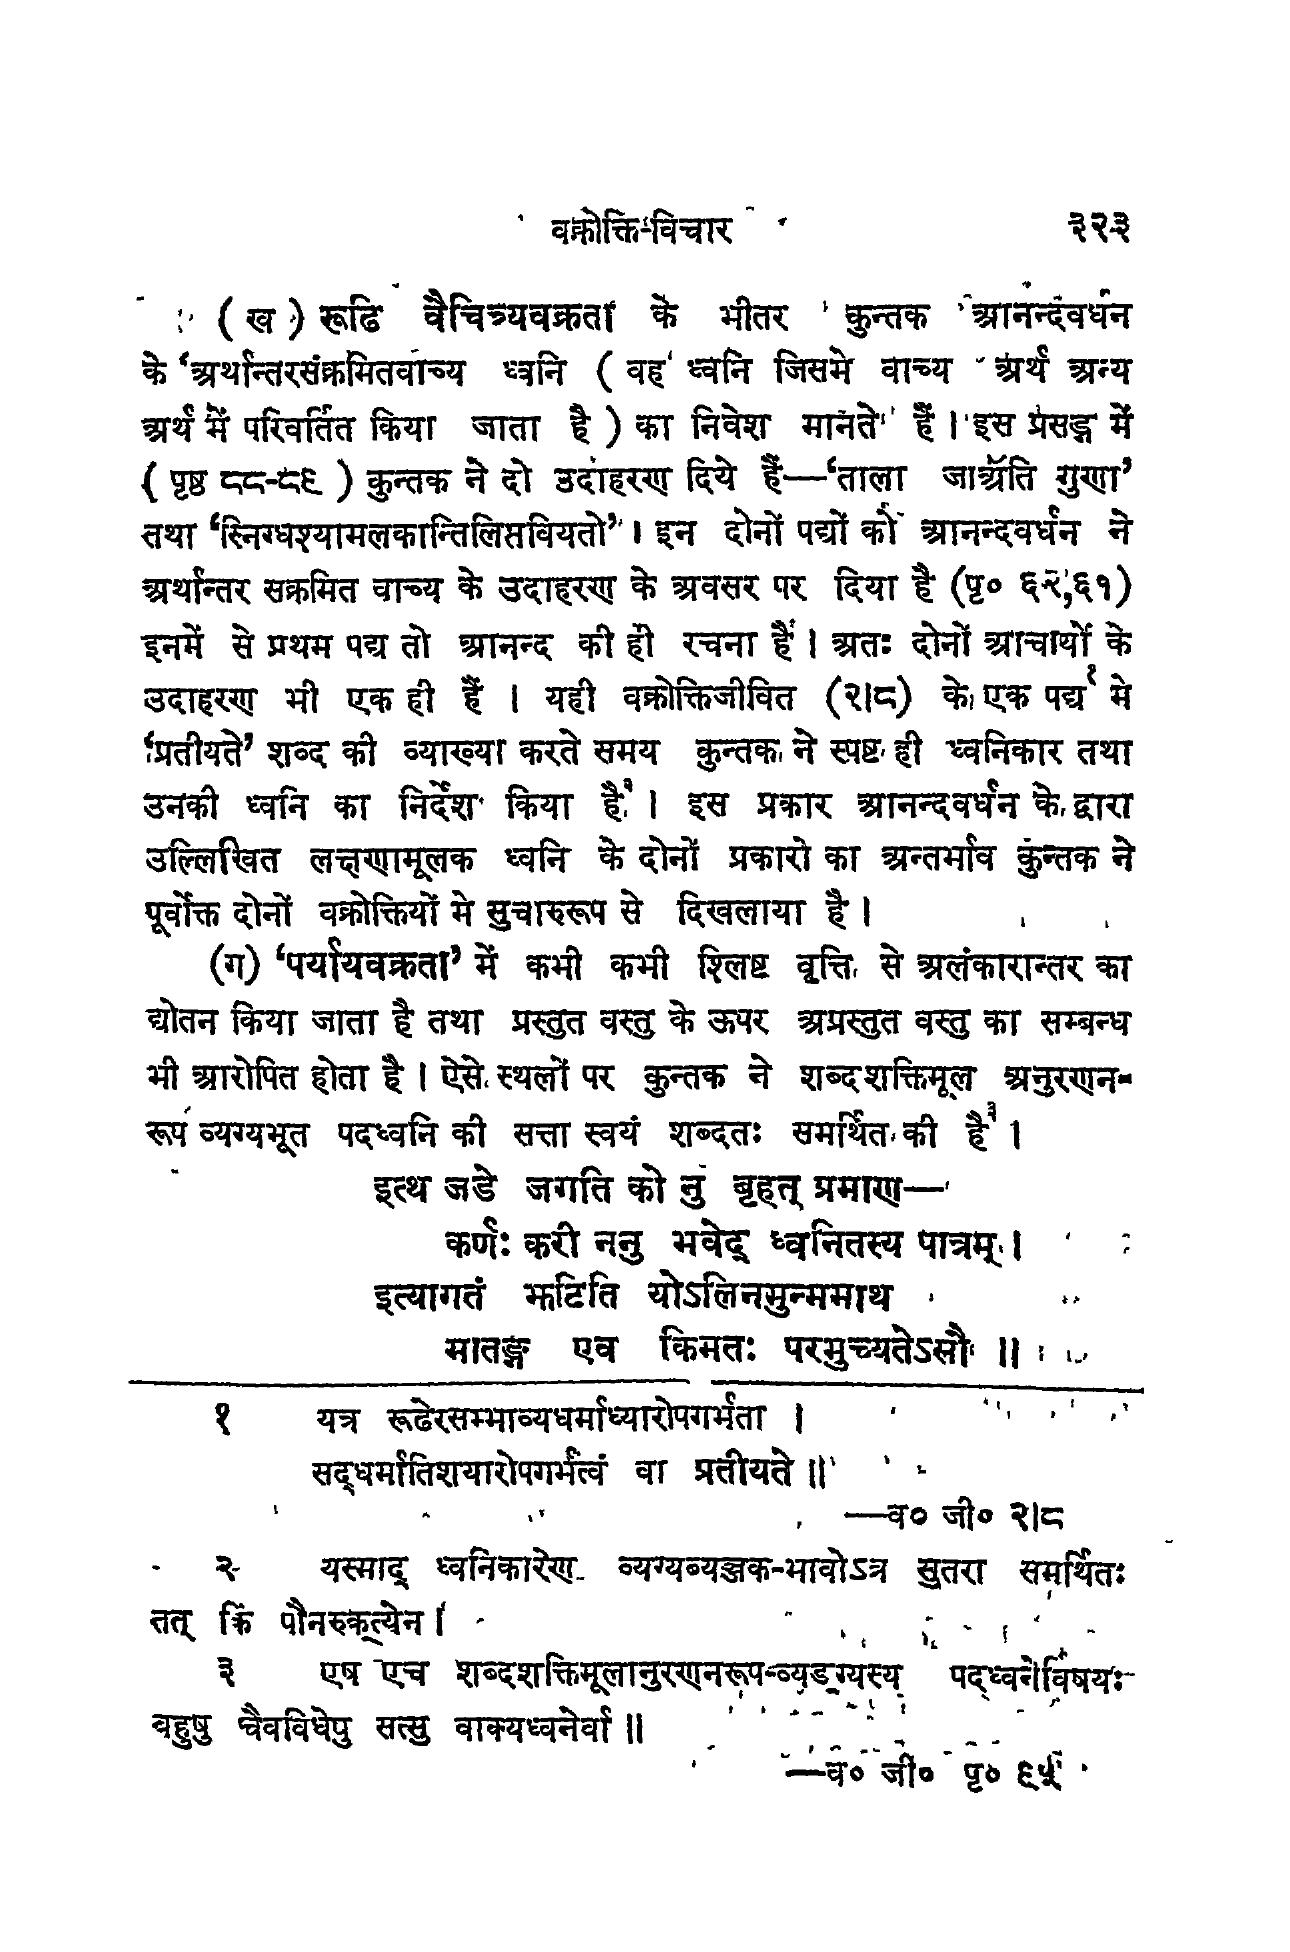 वक्रोक्ति-विचार ३२३
( ख ) रूढि वैचित्र्यवक्रता के भीतर कुन्तक आनन्दवर्धन
के 'अर्थान्तरसंक्रमितवाच्य ध्वनि ( वह ध्वनि जिसमे वाच्य अर्थ अन्य
अर्थ में परिवर्तित किया जाता है ) का निवेश मानते हैं । इस प्रसङ्ग में
( पृष्ठ ८८-८९ ) कुन्तक ने दो उदाहरण दिये हैं—'ताला जाअंति गुणा'
तथा 'स्निग्धश्यामलकान्तिलिप्तवियतो' । इन दोनों पद्यों को आनन्दवर्धन ने
अर्थान्तर सक्रमित वाच्य के उदाहरण के अवसर पर दिया है (पृ० ६२,६१)
इनमें से प्रथम पद्य तो आनन्द की ही रचना हैं । अतः दोनों आचार्यों के
उदाहरण भी एक ही हैं । यही वक्रोक्तिजीवित (२।८) के एक पद्य१ मे
'प्रतीयते' शब्द की व्याख्या करते समय कुन्तक ने स्पष्ट ही ध्वनिकार तथा
उनकी ध्वनि का निर्देश किया है२ । इस प्रकार आनन्दवर्धन के द्वारा
उल्लिखित लक्षणामूलक ध्वनि के दोनों प्रकारो का अन्तर्भाव कुन्तक ने
पूर्वोक्त दोनों वक्रोक्तियों मे सुचारुरूप से दिखलाया है ।
(ग) 'पर्यायवक्रता' में कभी कभी श्लिष्ट वृत्ति से अलंकारान्तर का
द्योतन किया जाता है तथा प्रस्तुत वस्तु के ऊपर अप्रस्तुत वस्तु का सम्बन्ध
भी आरोपित होता है । ऐसे स्थलों पर कुन्तक ने शब्दशक्तिमूल अनुरणन-
रूप व्यग्यभूत पदध्वनि की सत्ता स्वयं शब्दतः समर्थित की है३ ।
इत्थ जडे जगति को नु बृहत् प्रमाण—
कर्णः करी ननु भवेद् ध्वनितस्य पात्रम् ।
इत्यागतं झटिति योऽलिनमुन्ममाथ
मातङ्ग एव किमतः परमुच्यतेऽसौ ॥
१ यत्र रूढेरसम्भाव्यधर्माध्यारोपगर्भता ।
सद्धर्मातिशयारोपगर्भत्वं वा प्रतीयते ॥
—व० जी० २।८
२ यस्माद् ध्वनिकारेण व्यग्यव्यञ्जक-भावोऽत्र सुतरा समर्थितः
तत् किं पौनरुक्त्येन ।
३ एष एव शब्दशक्तिमूलानुरणनरूप-व्यङग्यस्य पदध्वनेर्विषयः
बहुषु चैवविधेषु सत्सु वाक्यध्वनेर्वा ॥
—व० जी० पृ० ९५